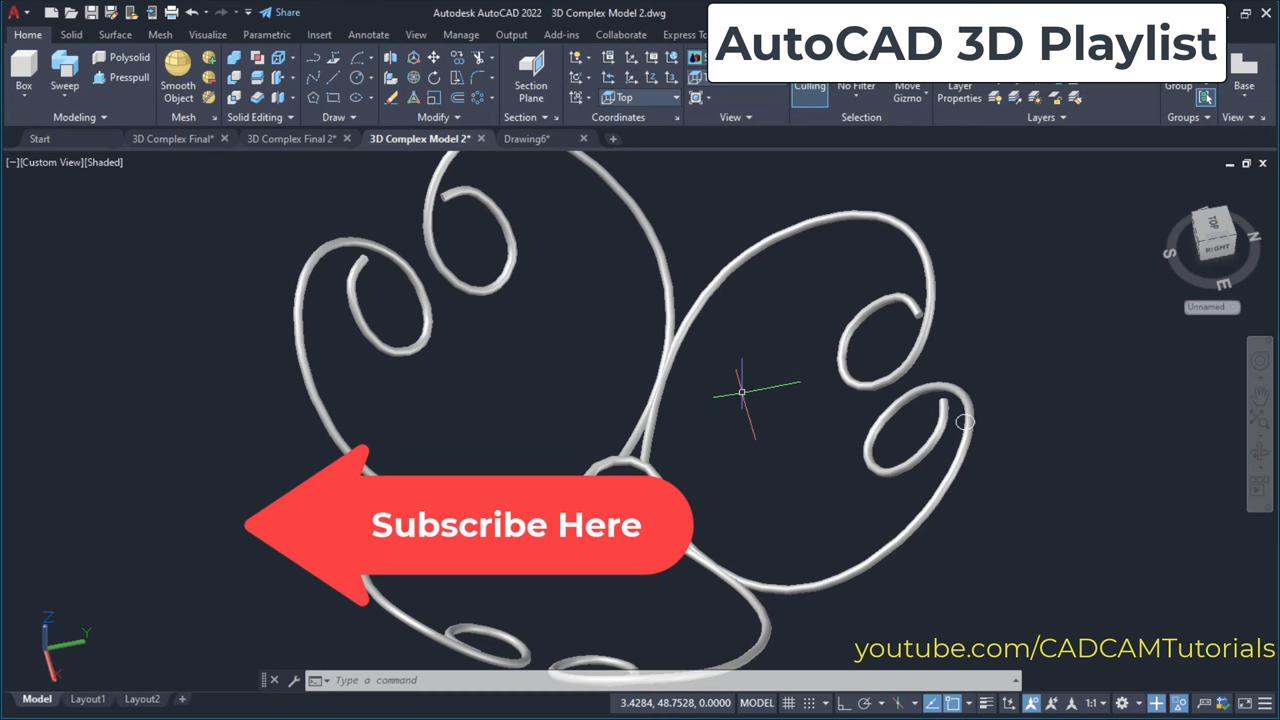 Share
Autodesk AutoCAD 2022 3D Complex Model 2.dwg
AutoCAD 3D Playlist
Home Solid Surface Mesh Visualize Parametric Insert Annotate View Manage Output Add-ins Collaborate Express
Box
Sweep
Polysolid
Presspull
Smooth
Object
Section
Plane
Top
Culling
No Filter
Move
Gizmo
Layer
Properties
Group
Base
Modeling
Mesh
Solid Editing
Draw
Modify
Coordinates
View
Selection
Layers
Groups
View
Start 3D Complex Final* 3D Complex Final 2* 3D Complex Model 2* Drawing6*
[−][Custom View][Shaded]
TOP
RIGHT
N
S
E
Unnamed
Subscribe Here
Z
Y
X
youtube.com/CADCAMTutorials
Type a command
Model Layout1 Layout2
3.4284, 48.7528, 0.0000 MODEL
1:1